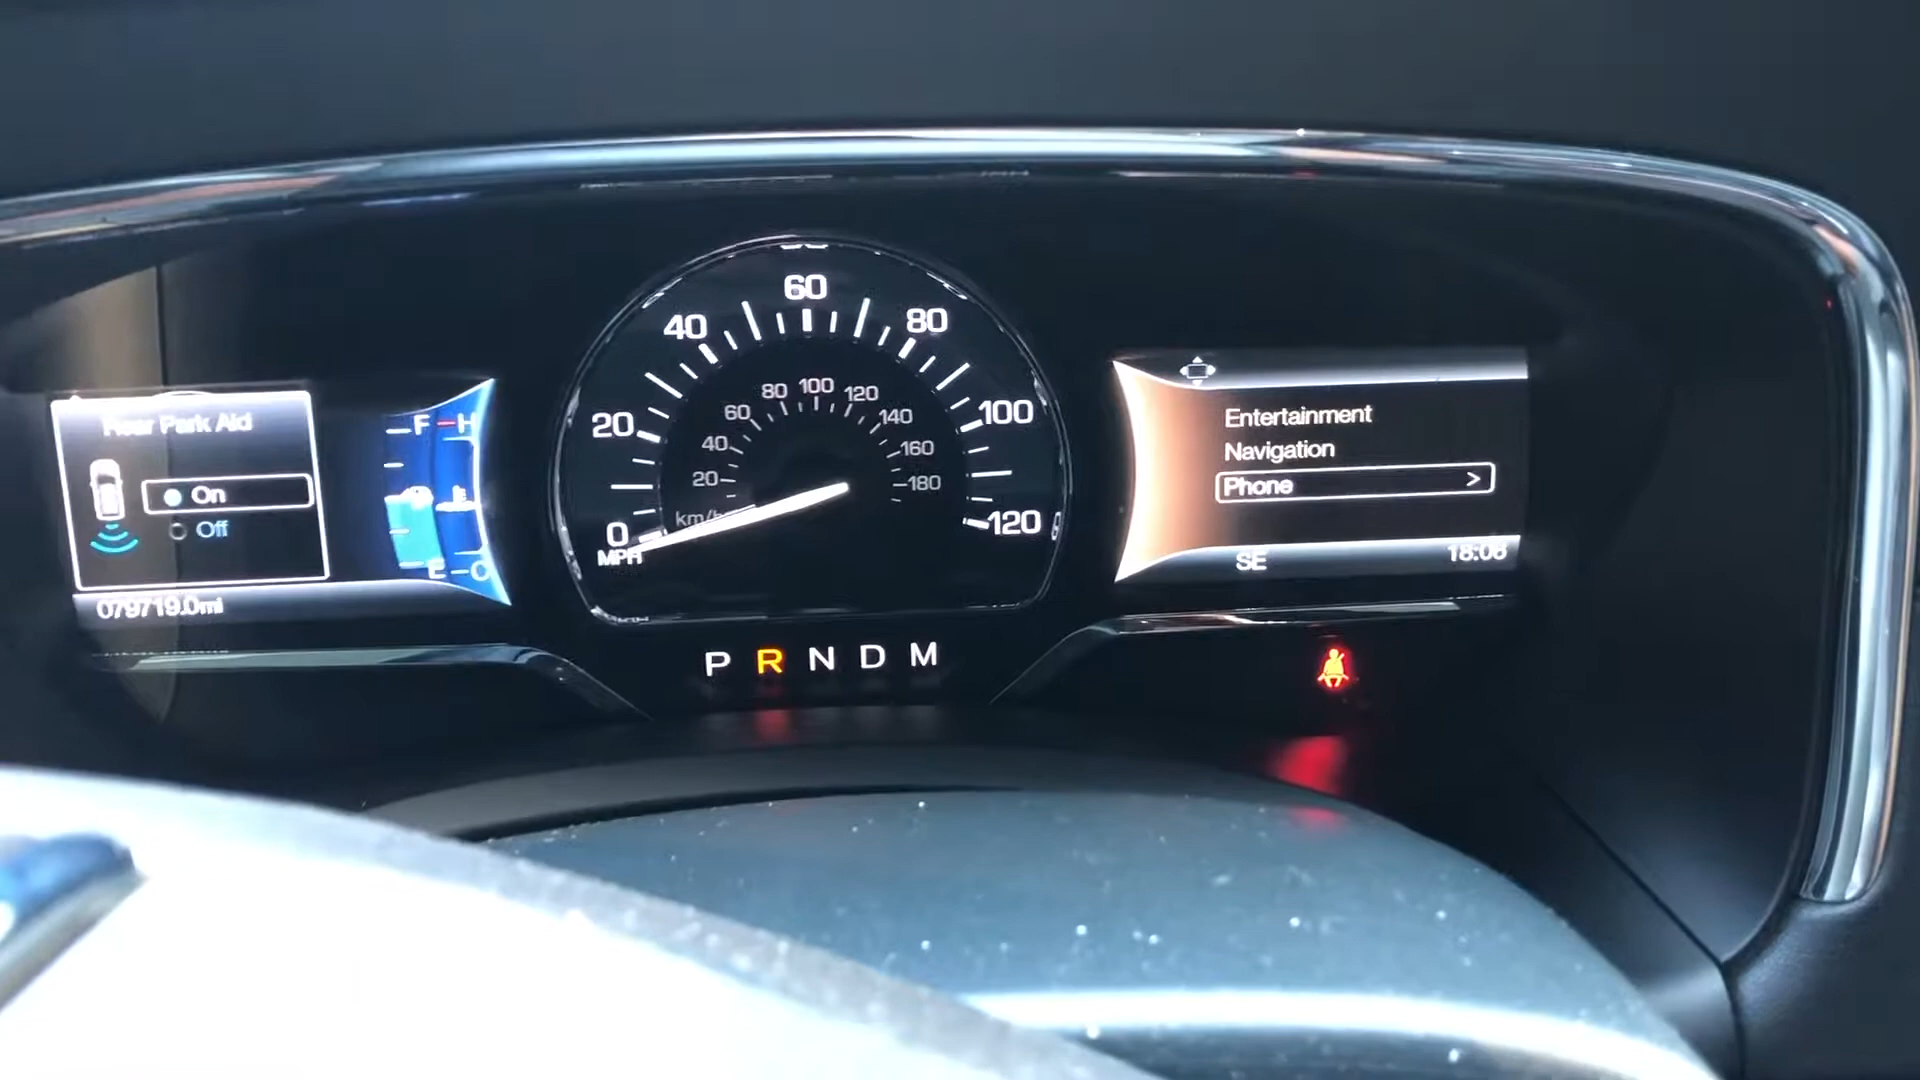 Rear Park Aid
On
Off
079719.0mi
F H
E C
0 20 40 60 80 100 120
MPH
20 40 60 80 100 120 140 160 180
km/h
P R N D M
Entertainment
Navigation
Phone >
SE 18:06